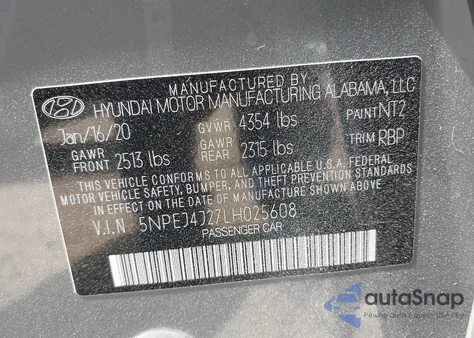 MANUFACTURED BY
HYUNDAI MOTOR MANUFACTURING ALABAMA, LLC
Jan/16/20 GVWR 4354 lbs PAINT NT2
GAWR FRONT 2513 lbs GAWR REAR 2315 lbs TRIM RBP
THIS VEHICLE CONFORMS TO ALL APPLICABLE U.S.A. FEDERAL
MOTOR VEHICLE SAFETY, BUMPER, AND THEFT PREVENTION STANDARDS
IN EFFECT ON THE DATE OF MANUFACTURE SHOWN ABOVE.
V.I.N 5NPEJ4J27LH025608
PASSENGER CAR
autoSnap